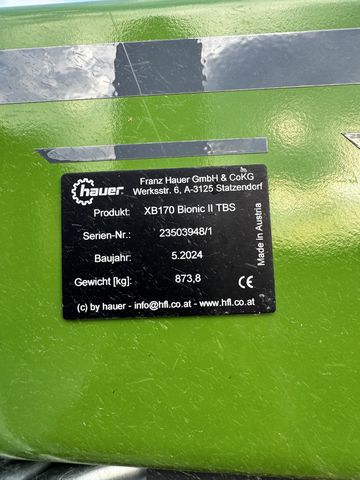 hauer
Franz Hauer GmbH & CoKG
Werksstr. 6, A-3125 Statzendorf
Produkt: XB170 Bionic II TBS
Serien-Nr.: 23503948/1
Baujahr: 5.2024
Gewicht [kg]: 873,8
Made in Austria
CE
(c) by hauer - info@hfl.co.at - www.hfl.co.at